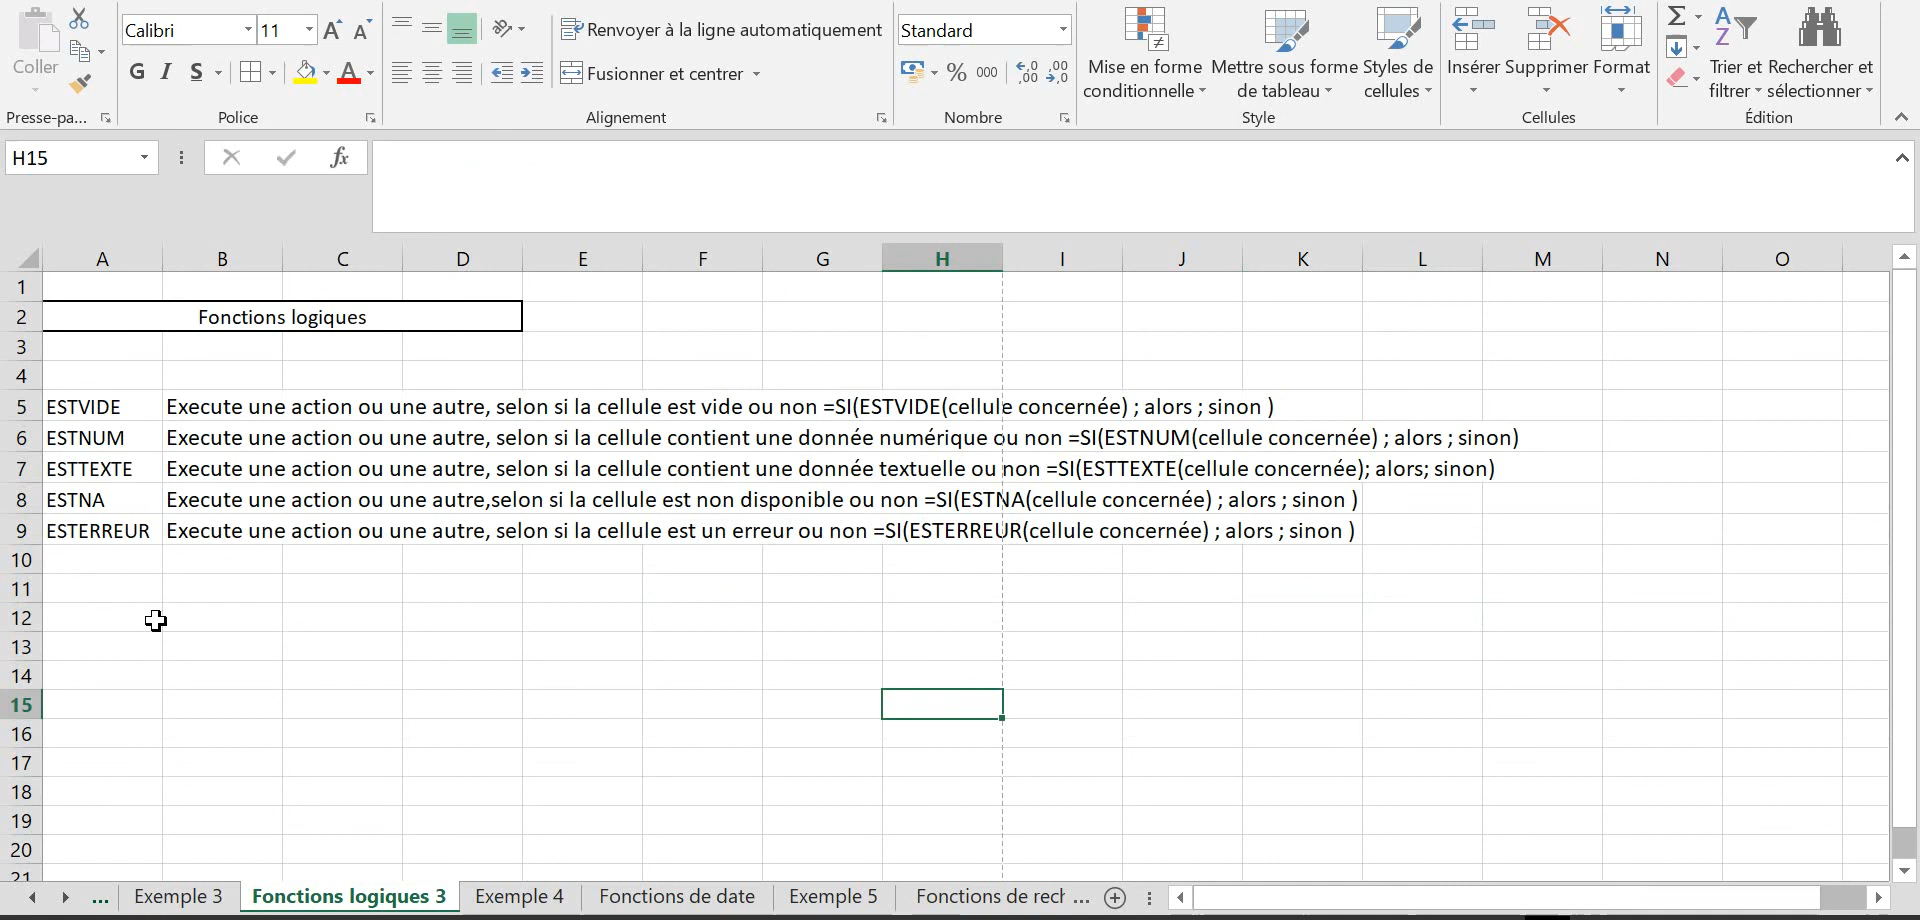 Calibri
11
Renvoyer à la ligne automatiquement
Standard
Coller
G I S
A
Fusionner et centrer
% 000
Mise en forme conditionnelle
Mettre sous forme de tableau
Styles de cellules
Insérer
Supprimer
Format
Trier et filtrer
Rechercher et sélectionner
Presse-pa...
Police
Alignement
Nombre
Style
Cellules
Édition
H15
fx
A B C D E F G H I J K L M N O
1
2 Fonctions logiques
3
4
5 ESTVIDE Execute une action ou une autre, selon si la cellule est vide ou non =SI(ESTVIDE(cellule concernée) ; alors ; sinon )
6 ESTNUM Execute une action ou une autre, selon si la cellule contient une donnée numérique ou non =SI(ESTNUM(cellule concernée) ; alors ; sinon)
7 ESTTEXTE Execute une action ou une autre, selon si la cellule contient une donnée textuelle ou non =SI(ESTTEXTE(cellule concernée); alors; sinon)
8 ESTNA Execute une action ou une autre,selon si la cellule est non disponible ou non =SI(ESTNA(cellule concernée) ; alors ; sinon )
9 ESTERREUR Execute une action ou une autre, selon si la cellule est un erreur ou non =SI(ESTERREUR(cellule concernée) ; alors ; sinon )
10
11
12
13
14
15
16
17
18
19
20
21
... Exemple 3 Fonctions logiques 3 Exemple 4 Fonctions de date Exemple 5 Fonctions de rech ...